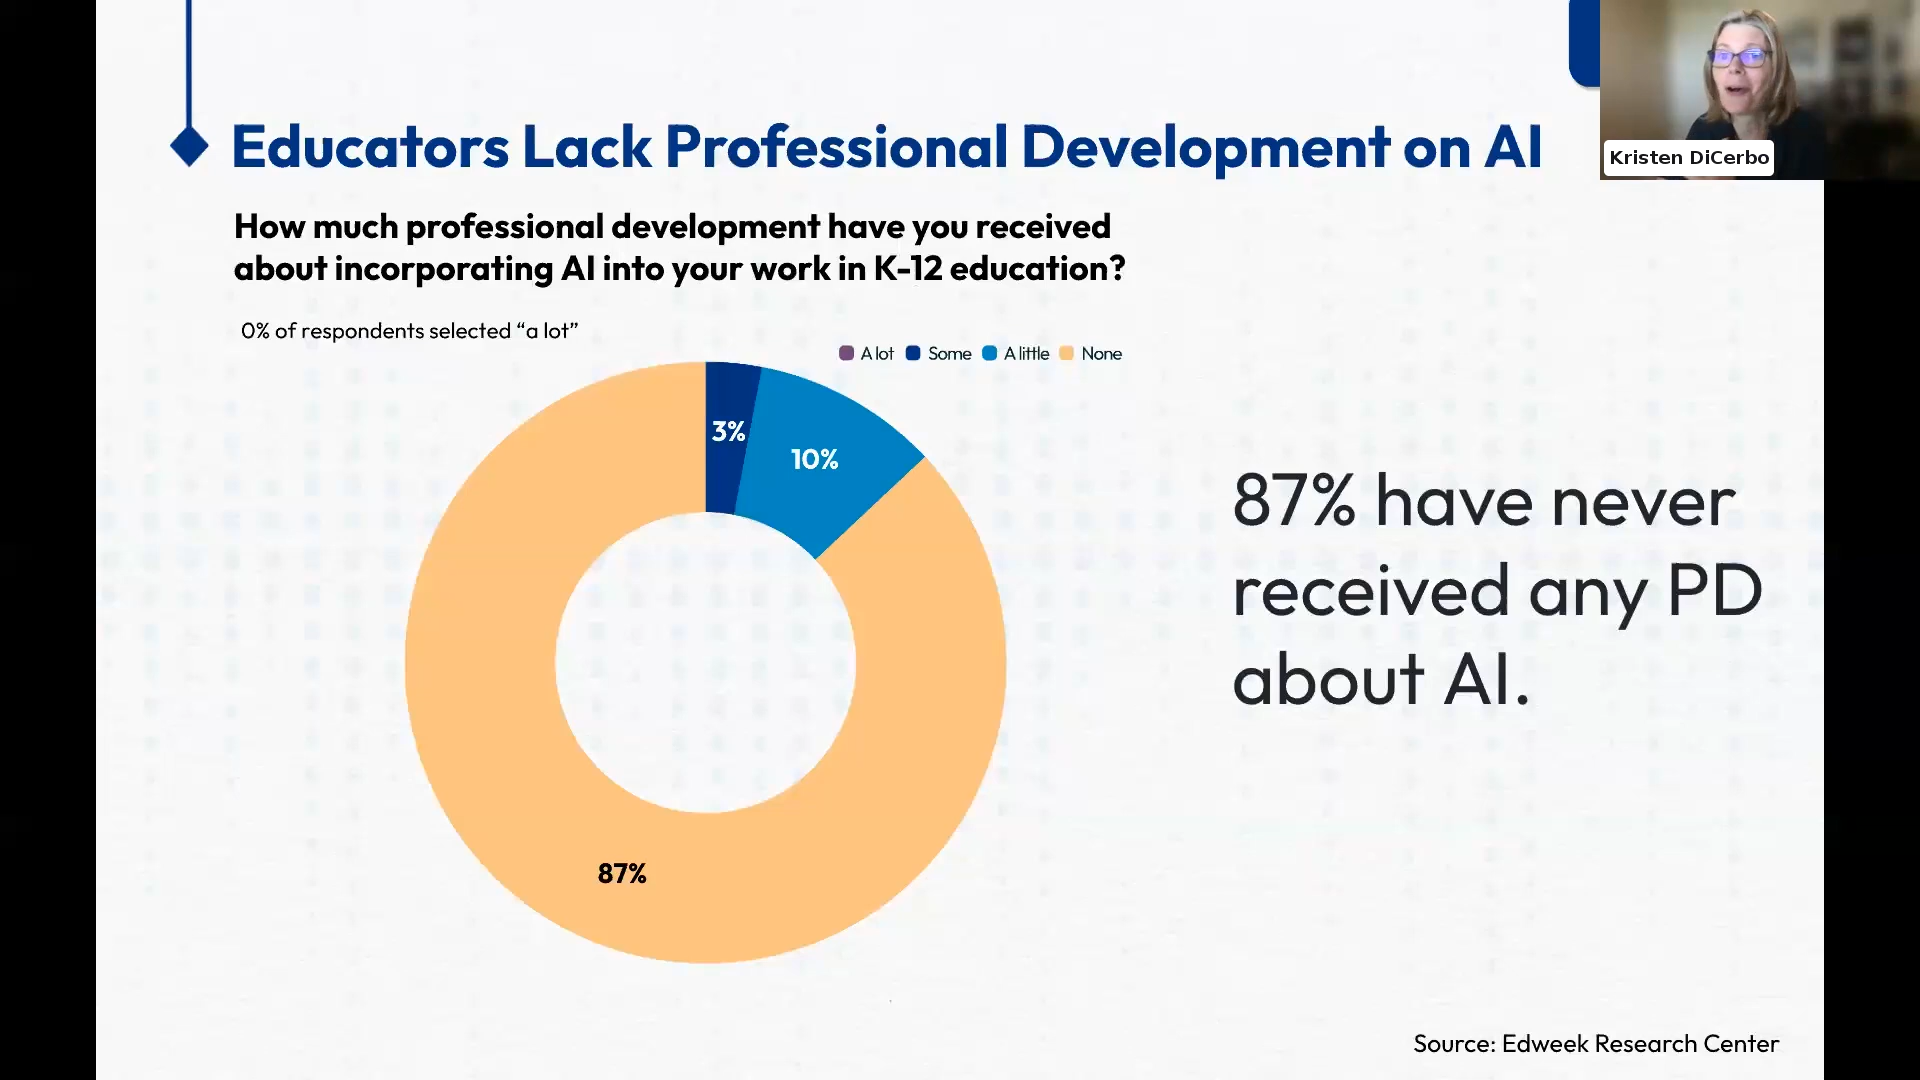 Educators Lack Professional Development on AI
Kristen DiCerbo
How much professional development have you received
about incorporating AI into your work in K-12 education?
0% of respondents selected “a lot”
A lot Some A little None
3%
10%
87%
87% have never
received any PD
about AI.
Source: Edweek Research Center